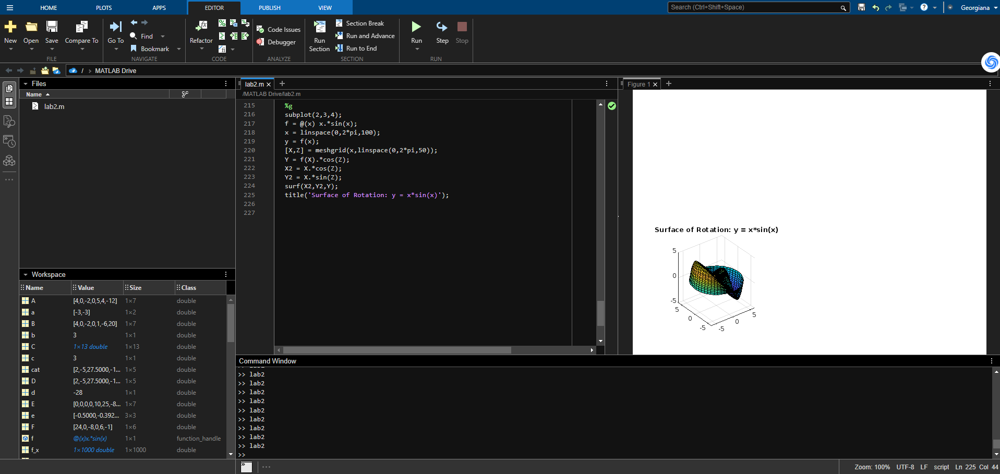 HOME PLOTS APPS EDITOR PUBLISH VIEW Search (Ctrl+Shift+Space) Georgiana
New Open Save Compare To Go To Find Bookmark Refactor Code Issues Debugger Run Section Section Break Run and Advance Run to End Run Step Stop
FILE NAVIGATE CODE ANALYZE SECTION RUN
/ > MATLAB Drive
Files
Name
lab2.m
lab2.m
/MATLAB Drive/lab2.m
215 %g
216 subplot(2,3,4);
217 f = @(x) x.*sin(x);
218 x = linspace(0,2*pi,100);
219 y = f(x);
220 [X,Z] = meshgrid(x,linspace(0,2*pi,50));
221 Y = f(X).*cos(Z);
222 X2 = X.*cos(Z);
223 Y2 = X.*sin(Z);
224 surf(X2,Y2,Y);
225 title('Surface of Rotation: y = x*sin(x)');
226
227
Figure 1
Surface of Rotation: y = x*sin(x)
5
0
-5
5
0
-5
-5
0
5
Workspace
Name Value Size Class
A [4,0,-2,0,5,4,-12] 1×7 double
a [-3,-3] 1×2 double
B [4,0,-2,0,1,-6,20] 1×7 double
b 3 1×1 double
C 1×13 double 1×13 double
c 3 1×1 double
cat [2,-5,27.5000,-1... 1×5 double
D [2,-5,27.5000,-1... 1×5 double
d -28 1×1 double
E [0,0,0,0,10,25,-8... 1×7 double
e [-0.5000,-0.392... 3×3 double
F [24,0,-8,0,6,-1] 1×6 double
f @(x)x.*sin(x) 1×1 function_handle
f_x 1×1000 double 1×1000 double
Command Window
>> lab2
>> lab2
>> lab2
>> lab2
>> lab2
>> lab2
>> lab2
>> lab2
>> lab2
>>
Zoom: 100% UTF-8 LF script Ln 225 Col 44